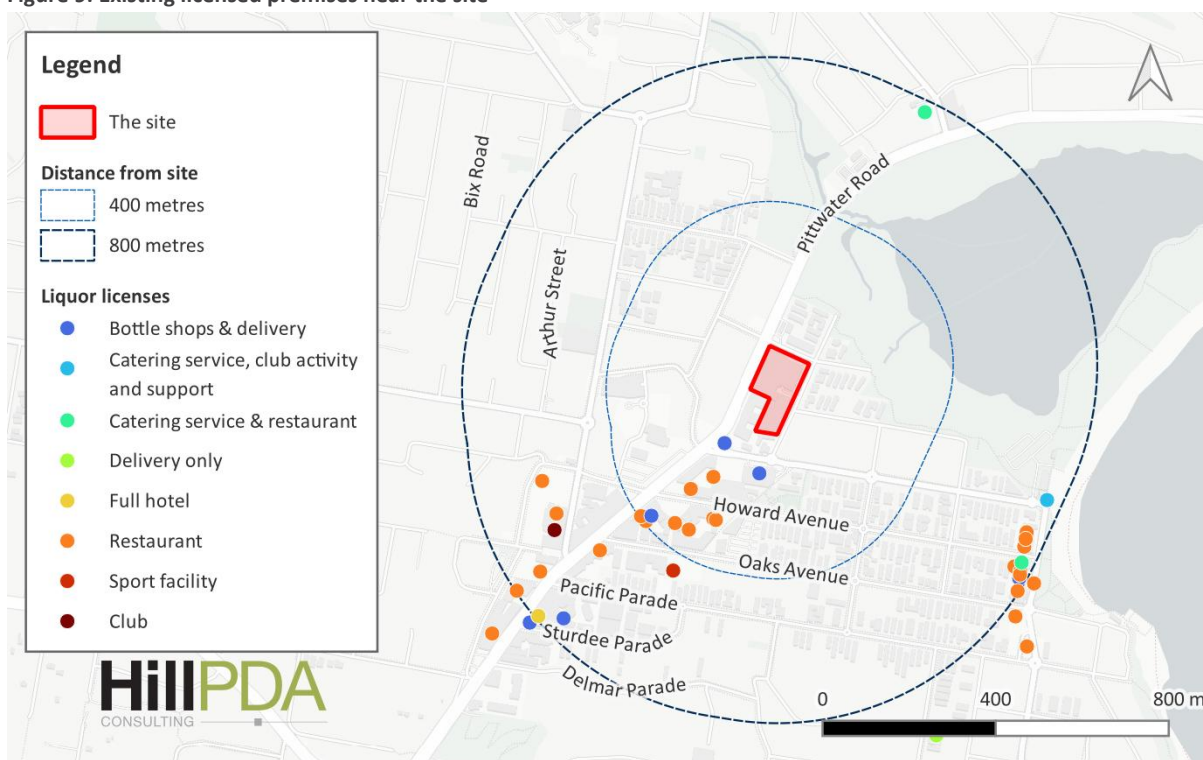 Figure 9: Existing licensed premises near the site
Legend
The site
Distance from site
400 metres
800 metres
Liquor licenses
Bottle shops & delivery
Catering service, club activity
and support
Catering service & restaurant
Delivery only
Full hotel
Restaurant
Sport facility
Club
HillPDA
CONSULTING
Bix Road
Arthur Street
Pittwater Road
Howard Avenue
Oaks Avenue
Pacific Parade
Sturdee Parade
Delmar Parade
0 400 800 m